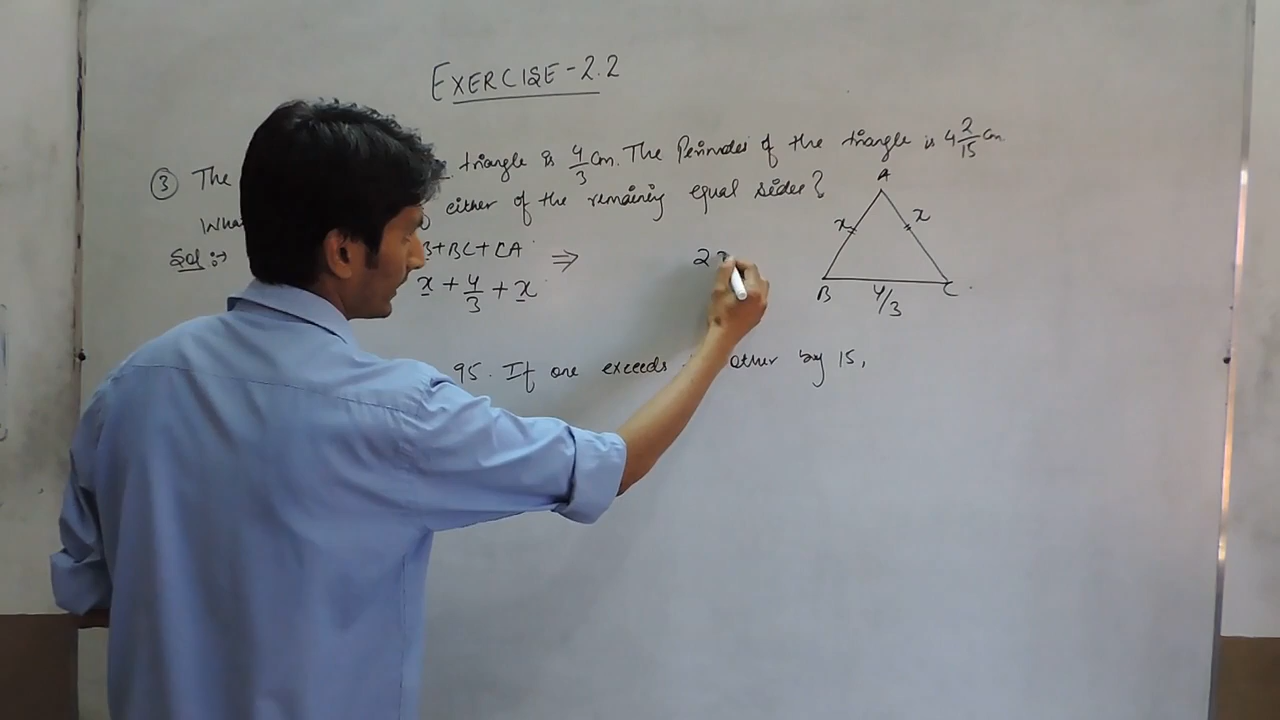 EXERCISE-2.2
③ The triangle is 4/3 cm. The Perimeter of the triangle is 4 2/15 cm.
either of the remaining equal sides?
Sol :-
+BC+CA ⇒ 2x
x + 4/3 + x
A
x x
B 4/3 C
95. If one exceeds other by 15,